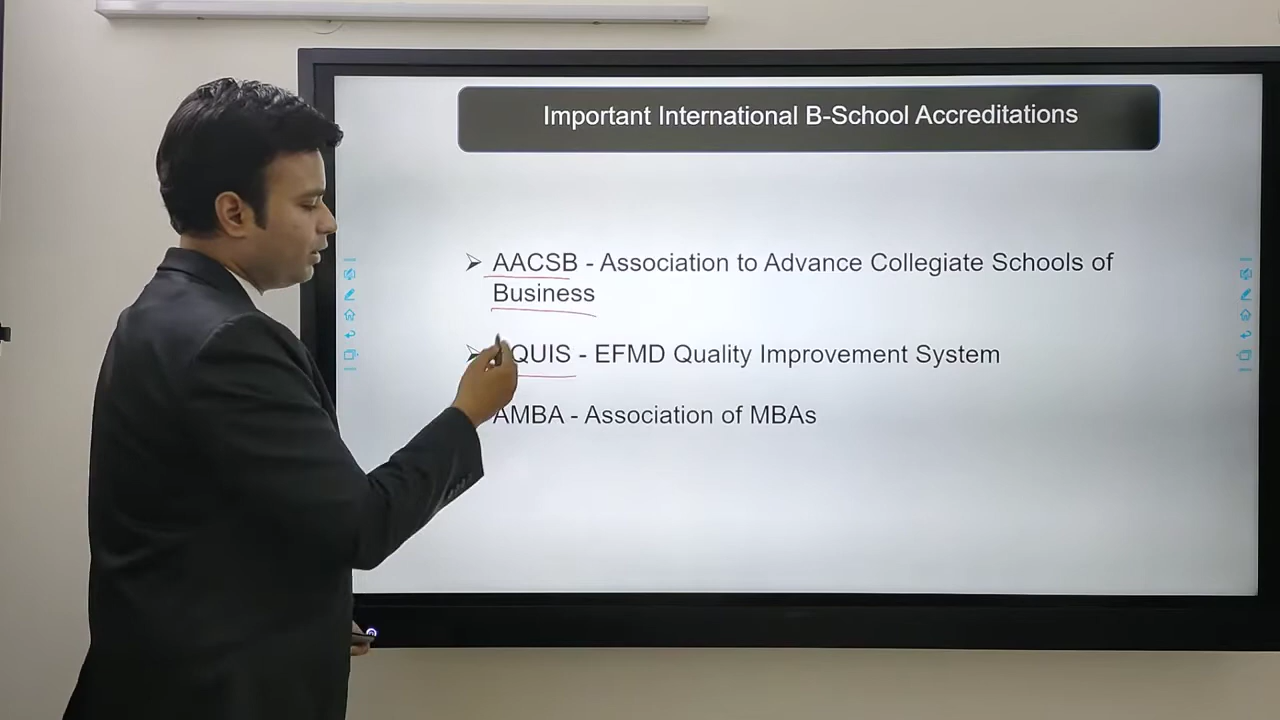 Important International B-School Accreditations
AACSB - Association to Advance Collegiate Schools of
Business
QUIS - EFMD Quality Improvement System
AMBA - Association of MBAs